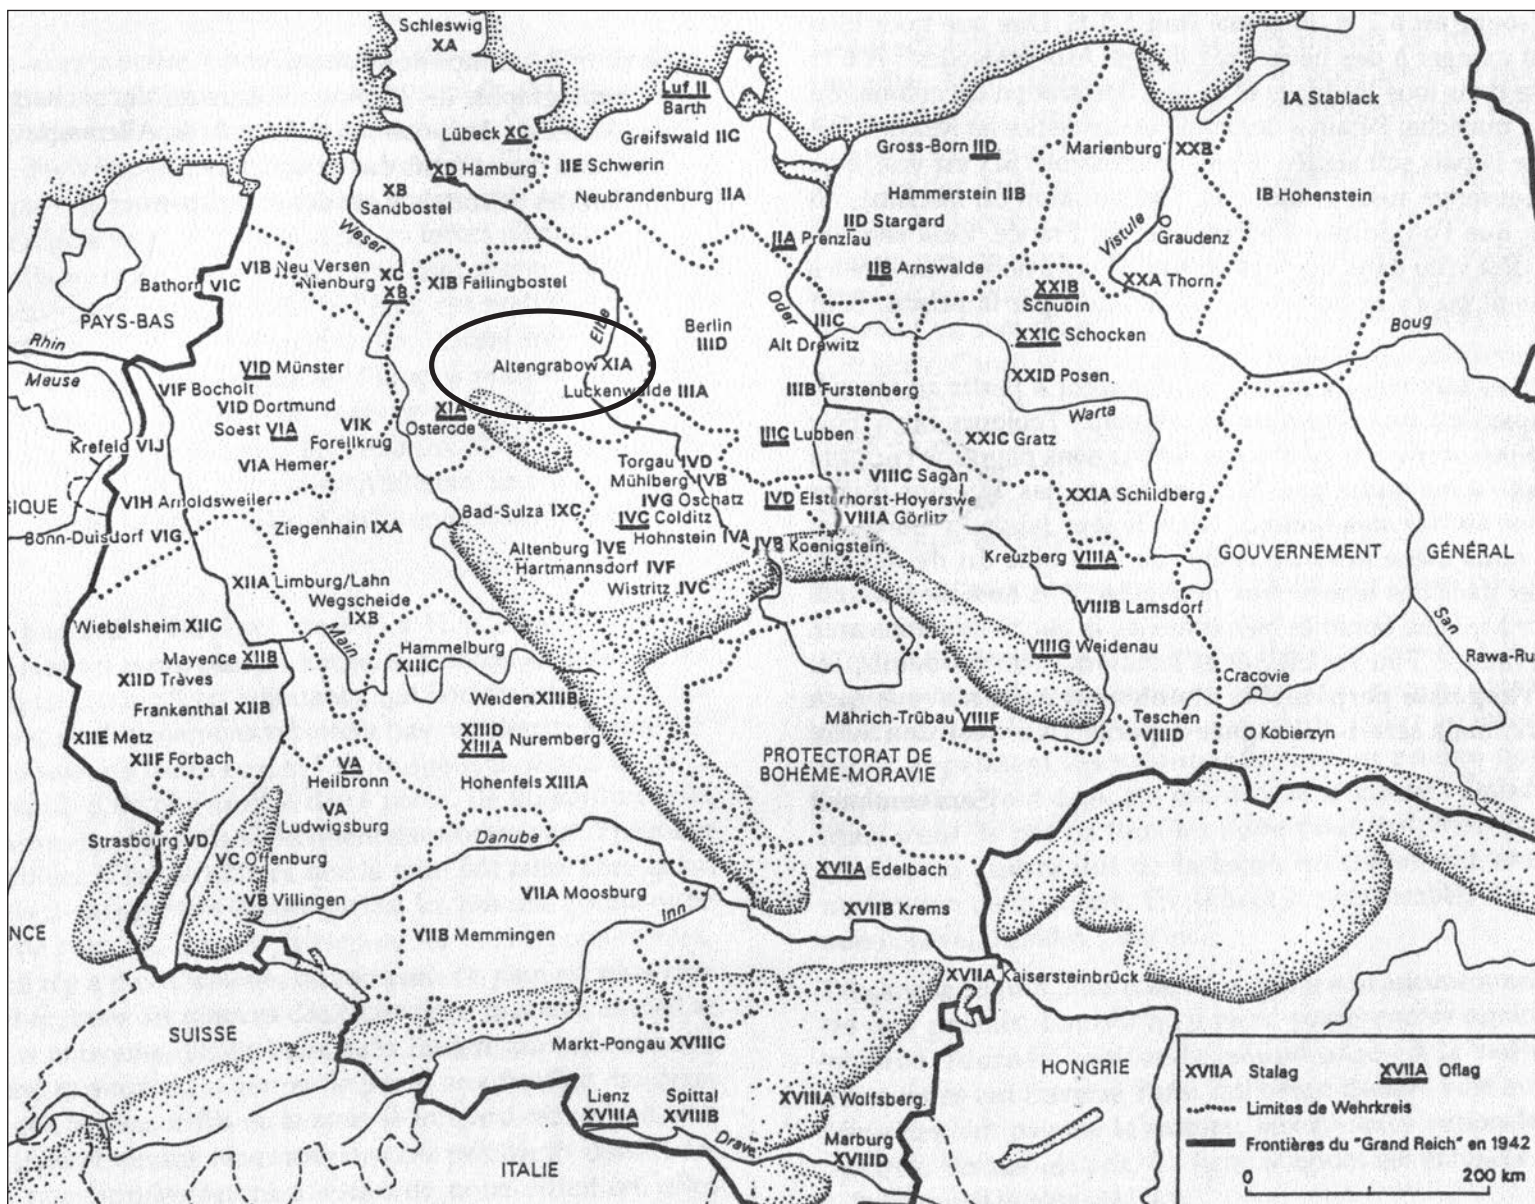 Schleswig
XA
Luf II
Barth
Lübeck XC
Greifswald IIC
IIE Schwerin
XD Hamburg
XB
Sandbostel
Neubrandenburg IIA
Gross-Born IID
Hammerstein IIB
IID Stargard
IIA Prenzlau
IIB Arnswalde
Marienburg XXB
IA Stablack
IB Hohenstein
Vistule
Graudenz
XXA Thorn
XXIB
Schubin
XXIC Schocken
Boug
Weser
VIB Neu Versen
Bathorn VIC
Nienburg
XC
XB
XIB Fallingbostel
PAYS-BAS
Rhin
Meuse
Elbe
Berlin
IIID
Oder
IIIC
Alt Drewitz
Altengrabow XIA
Luckenwalde IIIA
IIIB Furstenberg
XXID Posen
Warta
VID Münster
VIF Bocholt
VID Dortmund
Soest VIA
VIK
Forellkrug
XIA
Osterode
Krefeld VIJ
VIA Hemer
IIIC Lubben
XXIC Gratz
Torgau IVD
Mühlberg IVB
IVG Oschatz
IVC Colditz
Hohnstein IVA
VIIIC Sagan
IVD Elsterhorst-Hoyerswe
VIIIA Görlitz
XXIA Schildberg
GIQUE
VIH Arnoldsweiler
Bonn-Duisdorf VIG
Ziegenhain IXA
Bad-Sulza IXC
Altenburg IVE
Hartmannsdorf IVF
Wistritz IVC
IVB Koenigstein
Kreuzberg VIIIA
GOUVERNEMENT GÉNÉRAL
XIIA Limburg/Lahn
Wegscheide
IXB
VIIIB Lamsdorf
San
Wiebelsheim XIIC
Main
Mayence XIIB
Hammelburg
XIIIC
VIIIG Weidenau
Rawa-Ru
XIID Trèves
Frankenthal XIIB
Weiden XIIIB
Cracovie
XIIE Metz
XIIF Forbach
XIIID
XIIIA Nuremberg
Mährich-Trübau VIIIF
Teschen
VIIID
Kobierzyn
VA
Heilbronn
Hohenfels XIIIA
PROTECTORAT DE
BOHÊME-MORAVIE
VA
Ludwigsburg
Strasbourg VD
Danube
VC Offenburg
XVIIA Edelbach
VB Villingen
VIIA Moosburg
Inn
XVIIB Krems
NCE
VIIB Memmingen
XVIIA Kaisersteinbrück
SUISSE
Markt-Pongau XVIIIC
HONGRIE
Lienz
XVIIIA
Spittal
XVIIIB
XVIIIA Wolfsberg
Drave
Marburg
XVIIID
ITALIE
XVIIA Stalag XVIIA Oflag
Limites de Wehrkreis
Frontières du "Grand Reich" en 1942
0 200 km